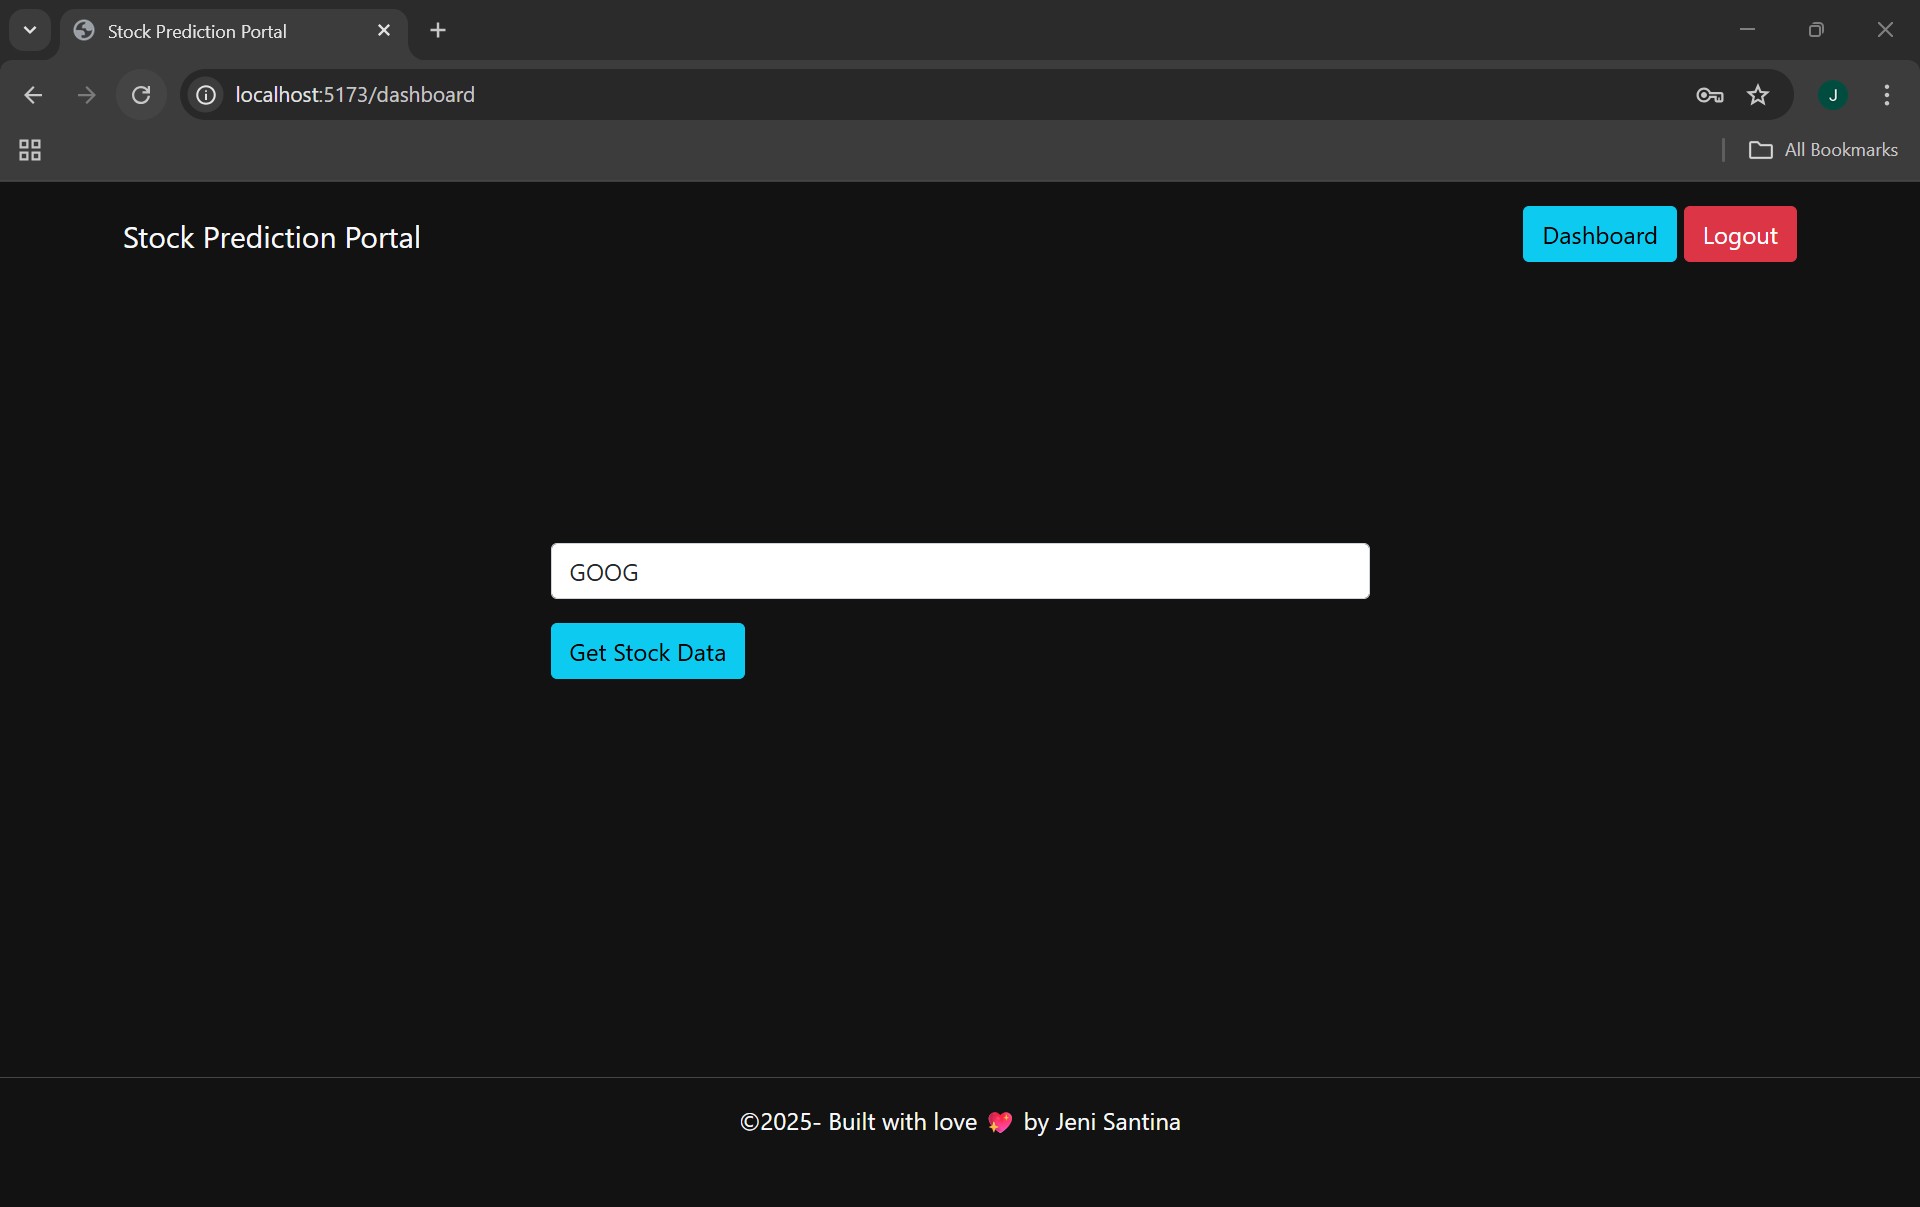 Stock Prediction Portal
localhost:5173/dashboard
J
All Bookmarks
Stock Prediction Portal
Dashboard
Logout
GOOG
Get Stock Data
©2025- Built with love 💖 by Jeni Santina